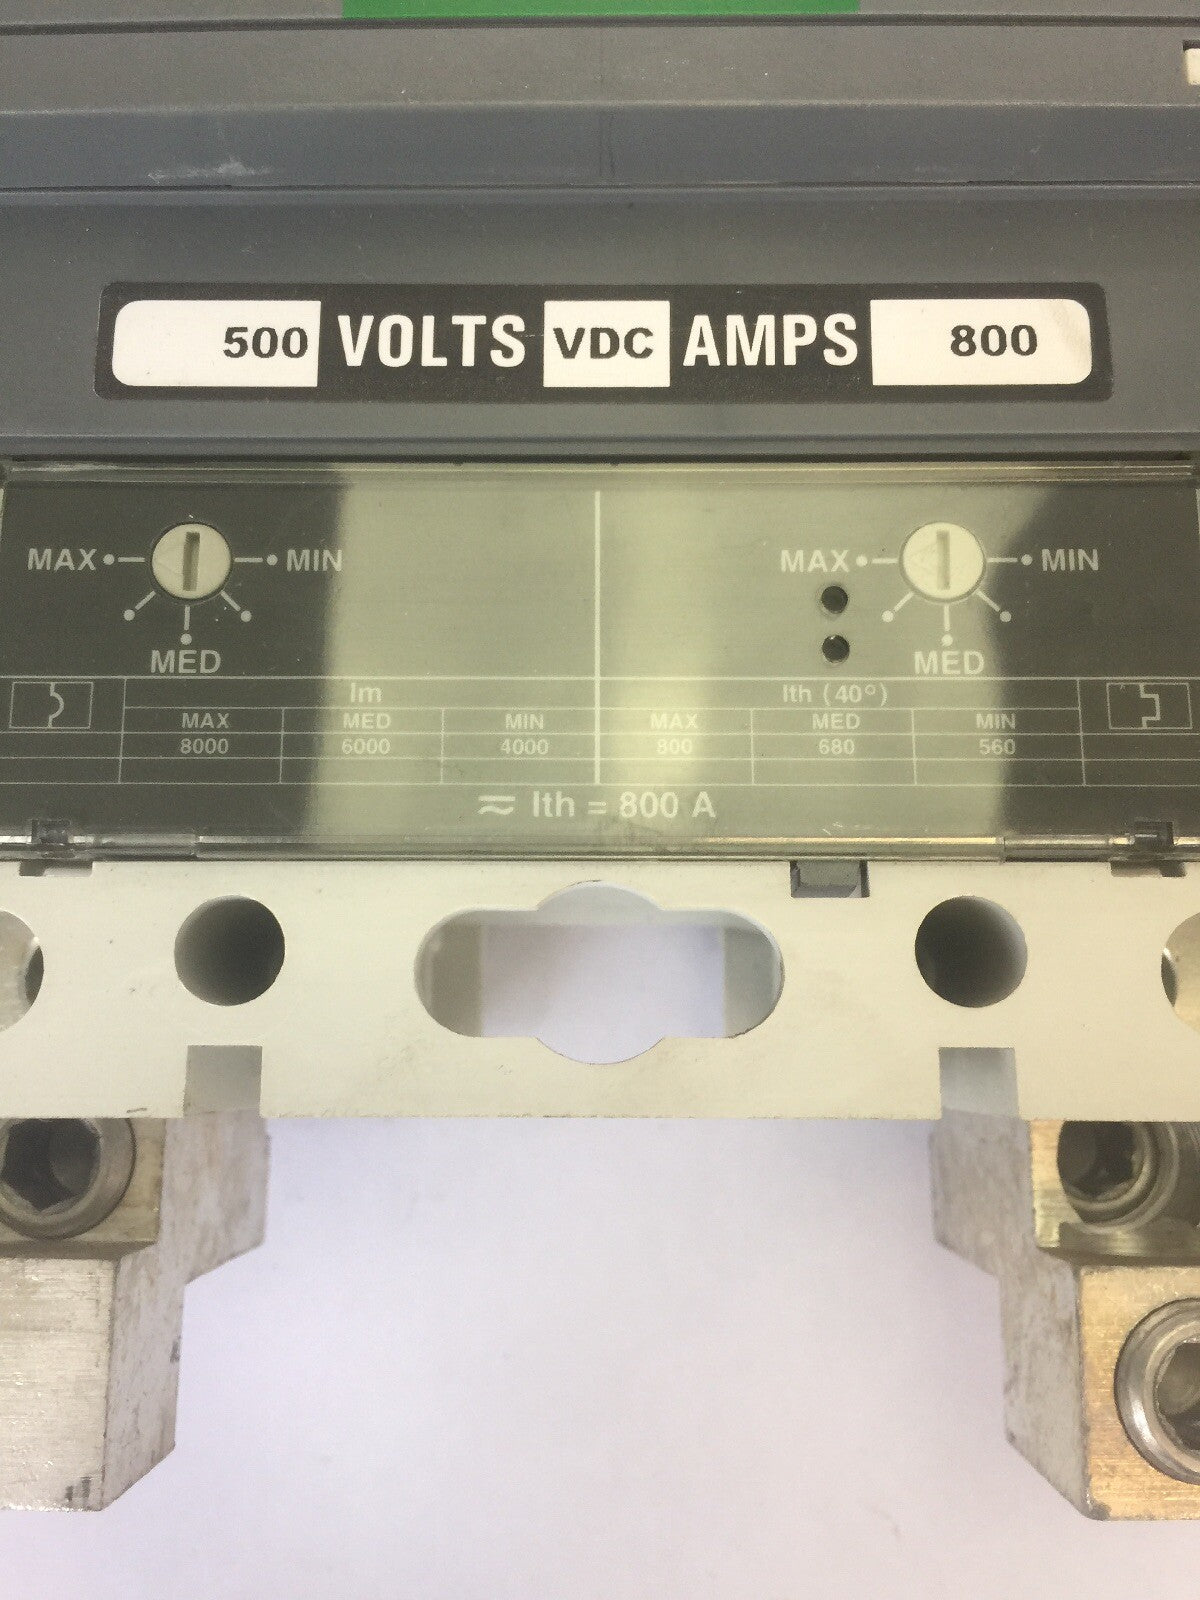 500 VOLTS VDC AMPS 800
MAX MIN MAX MIN
MED MED
Im Ith (40°)
MAX MED MIN MAX MED MIN
8000 6000 4000 800 680 560
≂ Ith = 800 A